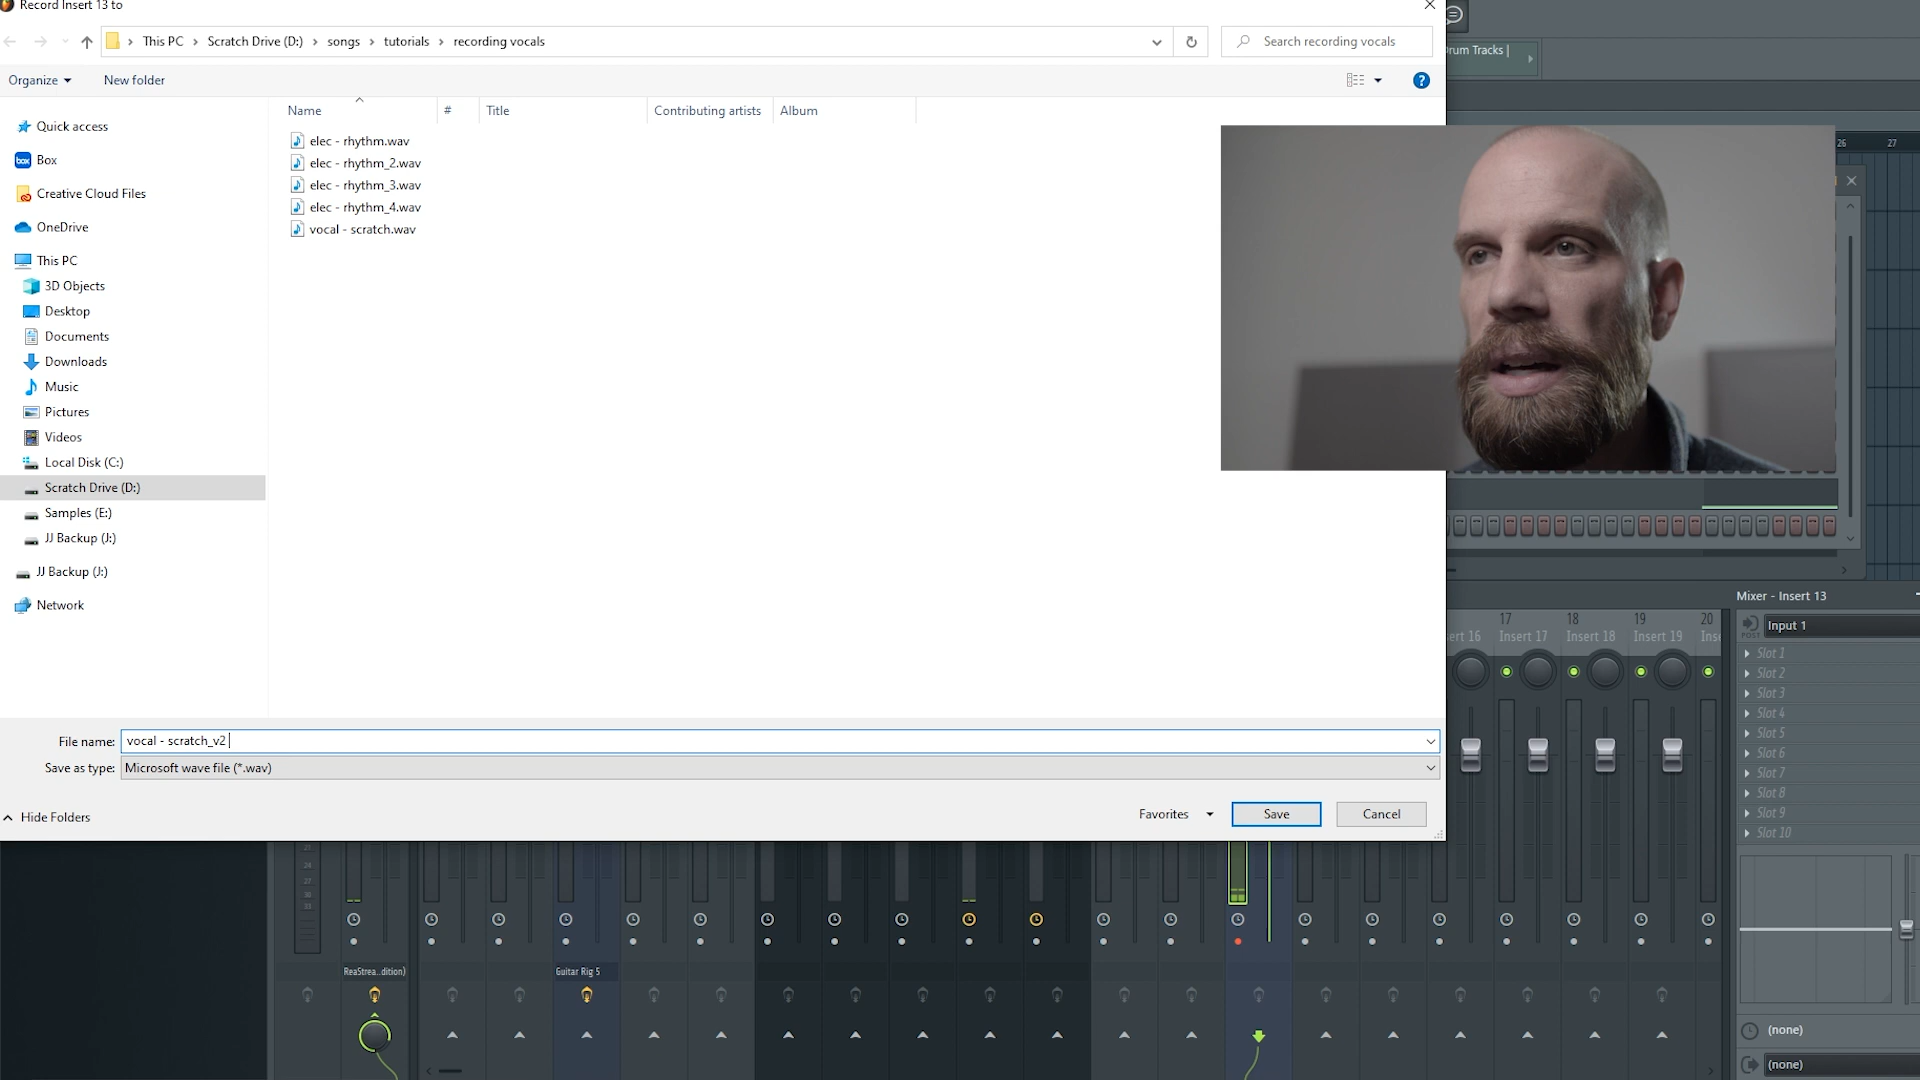 Record Insert 13 to
This PC
Scratch Drive (D:)
songs
tutorials
recording vocals
Search recording vocals
Organize
New folder
Name
#
Title
Contributing artists
Album
Quick access
Box
Creative Cloud Files
OneDrive
This PC
3D Objects
Desktop
Documents
Downloads
Music
Pictures
Videos
Local Disk (C:)
Scratch Drive (D:)
Samples (E:)
JJ Backup (J:)
JJ Backup (J:)
Network
elec - rhythm.wav
elec - rhythm_2.wav
elec - rhythm_3.wav
elec - rhythm_4.wav
vocal - scratch.wav
File name:
vocal - scratch_v2
Save as type:
Microsoft wave file (*.wav)
Hide Folders
Favorites
Save
Cancel
rum Tracks |
26
27
Mixer - Insert 13
POST
Input 1
Slot 1
Slot 2
Slot 3
Slot 4
Slot 5
Slot 6
Slot 7
Slot 8
Slot 9
Slot 10
(none)
(none)
17
18
19
20
ert 16
Insert 17
Insert 18
Insert 19
Ins
ReaStrea..dition)
Guitar Rig 5